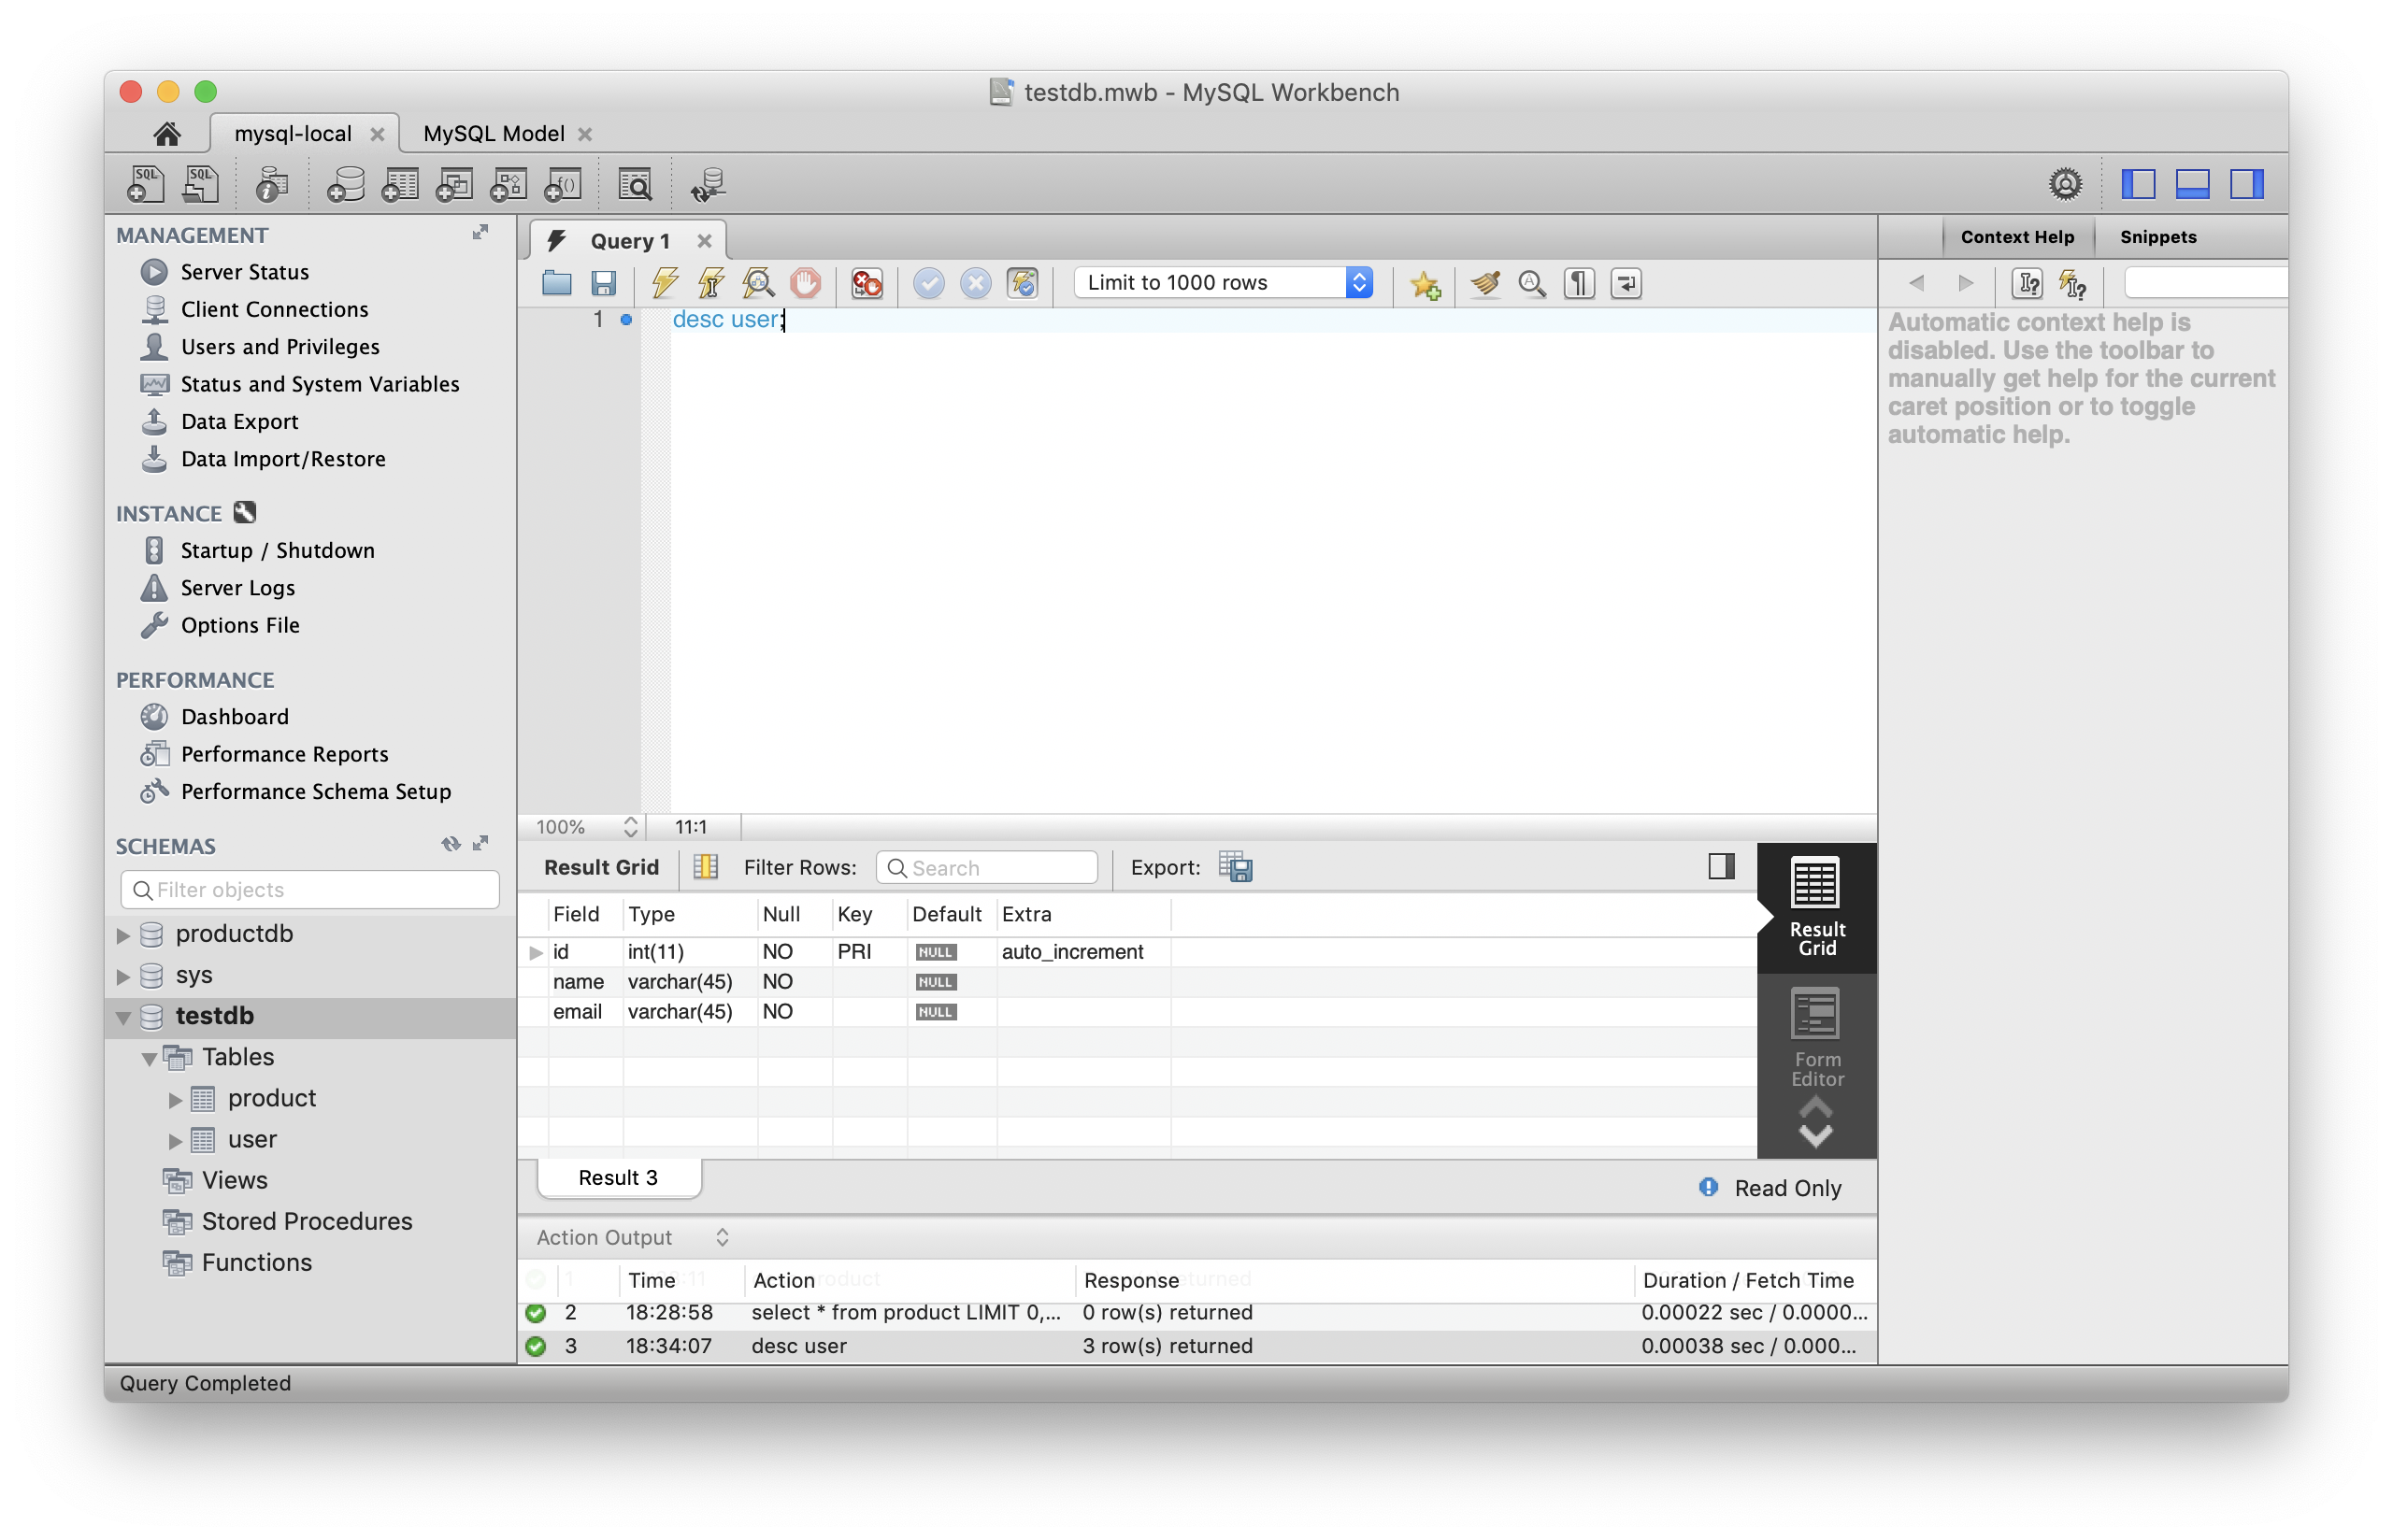 testdb.mwb - MySQL Workbench
mysql-local
MySQL Model
SQL
SQL
MANAGEMENT
Server Status
Client Connections
Users and Privileges
Status and System Variables
Data Export
Data Import/Restore
INSTANCE
Startup / Shutdown
Server Logs
Options File
PERFORMANCE
Dashboard
Performance Reports
Performance Schema Setup
SCHEMAS
Filter objects
productdb
sys
testdb
Tables
product
user
Views
Stored Procedures
Functions
Query 1
Limit to 1000 rows
1 desc user;
100% 11:1
Result Grid Filter Rows: Search Export:
Field Type Null Key Default Extra
id int(11) NO PRI NULL auto_increment
name varchar(45) NO NULL
email varchar(45) NO NULL
Result Grid
Form Editor
Result 3
Read Only
Action Output
Time Action Response Duration / Fetch Time
2 18:28:58 select * from product LIMIT 0,... 0 row(s) returned 0.00022 sec / 0.0000...
3 18:34:07 desc user 3 row(s) returned 0.00038 sec / 0.000...
Context Help Snippets
Automatic context help is
disabled. Use the toolbar to
manually get help for the current
caret position or to toggle
automatic help.
Query Completed